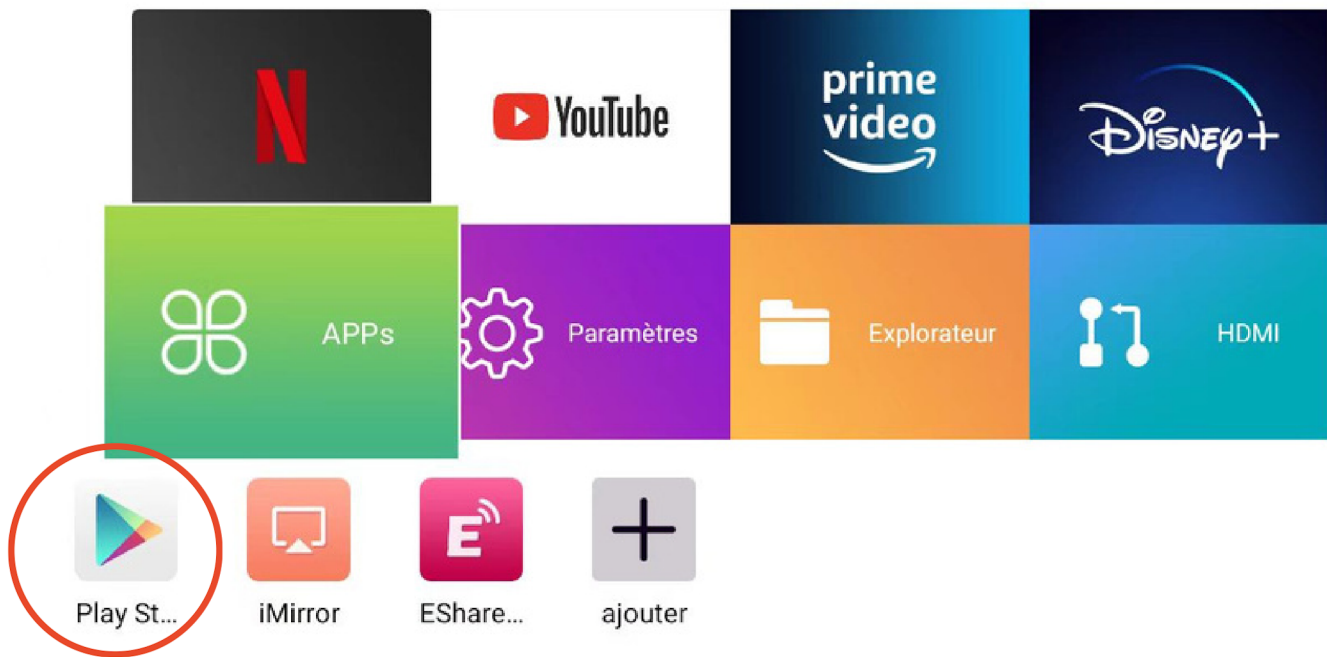 N
YouTube
prime
video
Disney+
APPs
Paramètres
Explorateur
HDMI
E
Play St...
iMirror
EShare...
ajouter